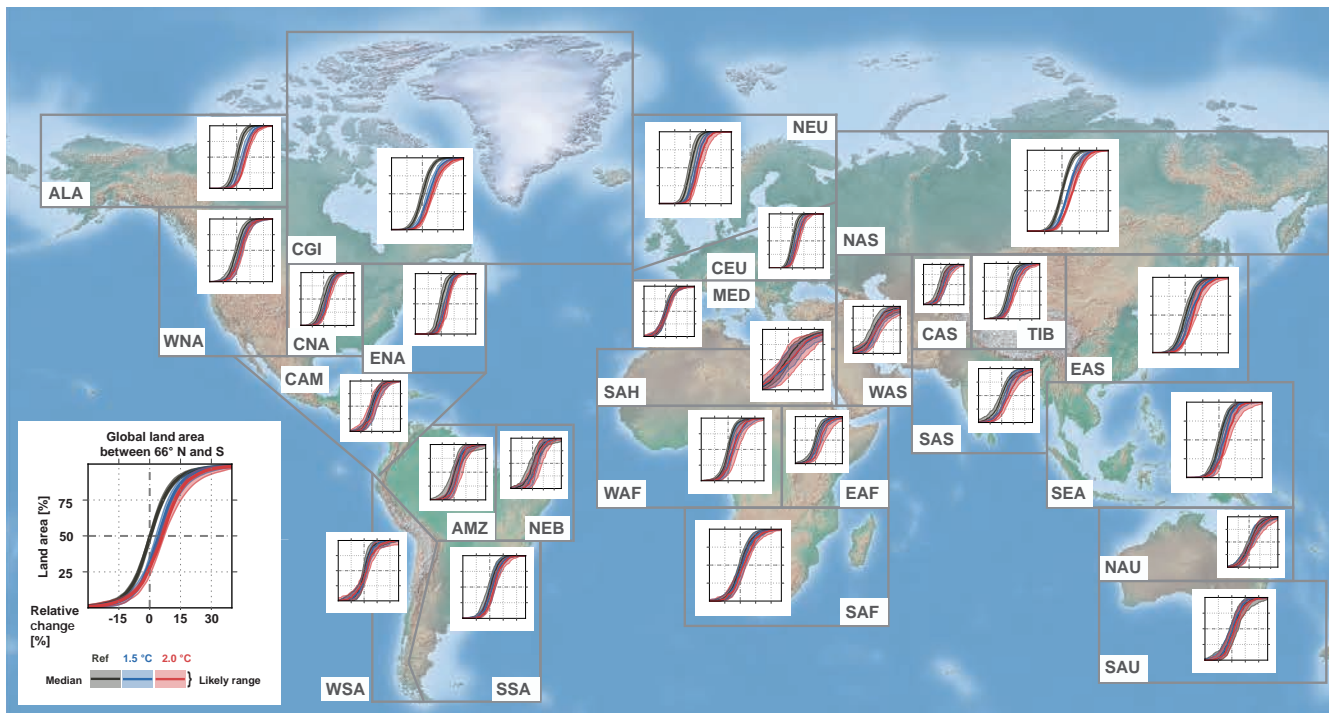 NEU
ALA
CGI
NAS
CEU
MED
WNA
CNA
ENA
CAS
TIB
CAM
SAH
WAS
EAS
SAS
Global land area
between 66° N and S
Land area [%]
75
50
25
Relative
change
[%]
-15
0
15
30
Ref
1.5 °C
2.0 °C
Median
} Likely range
AMZ
NEB
WAF
EAF
SEA
NAU
SAF
WSA
SSA
SAU